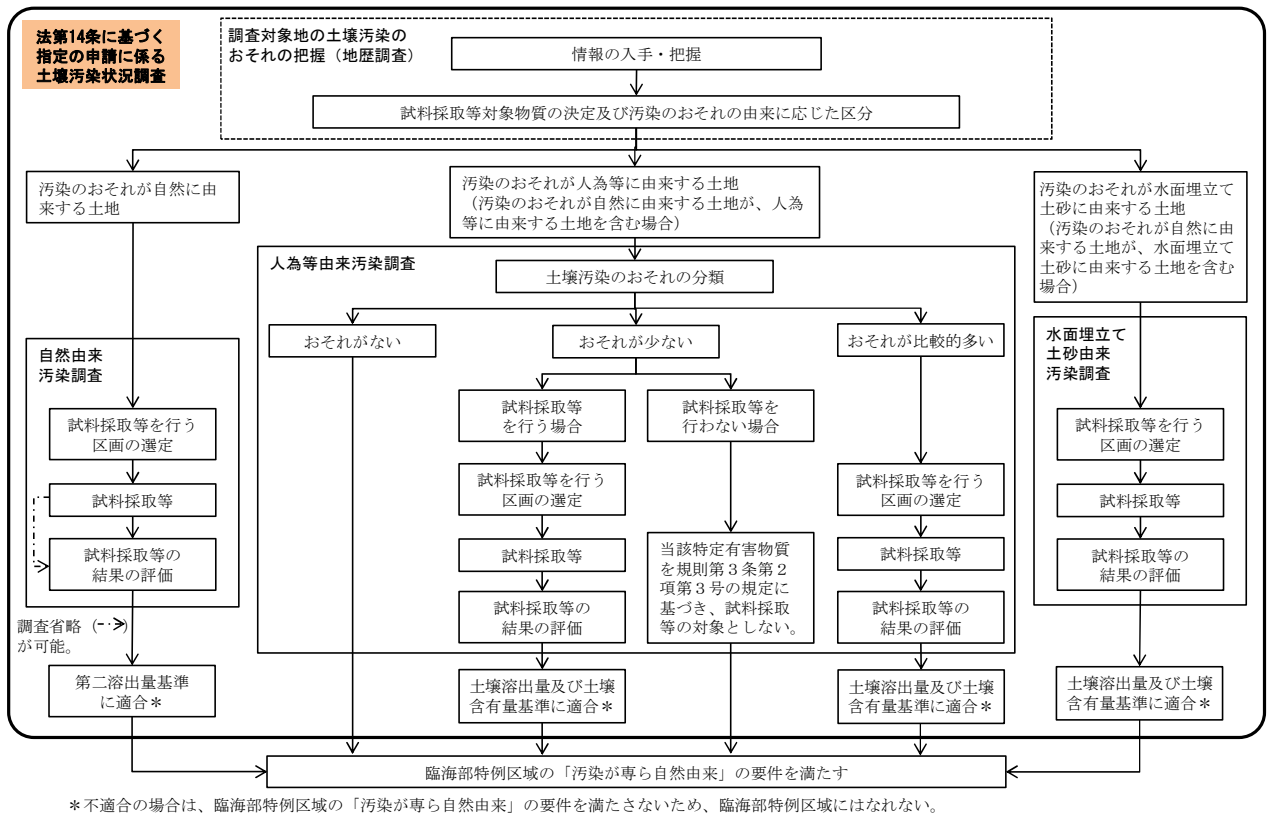 法第14条に基づく
指定の申請に係る
土壌汚染状況調査
調査対象地の土壌汚染の
おそれの把握（地歴調査）
情報の入手・把握
試料採取等対象物質の決定及び汚染のおそれの由来に応じた区分
汚染のおそれが自然に由
来する土地
汚染のおそれが人為等に由来する土地
（汚染のおそれが自然に由来する土地が、人為
等に由来する土地を含む場合）
汚染のおそれが水面埋立て
土砂に由来する土地
（汚染のおそれが自然に由
来する土地が、水面埋立て
土砂に由来する土地を含む
場合）
自然由来
汚染調査
試料採取等を行う
区画の選定
試料採取等
試料採取等の
結果の評価
調査省略（-・->）
が可能。
第二溶出量基準
に適合＊
人為等由来汚染調査
土壌汚染のおそれの分類
おそれがない
おそれが少ない
おそれが比較的多い
試料採取等
を行う場合
試料採取等を
行わない場合
試料採取等を行う
区画の選定
試料採取等
試料採取等の
結果の評価
当該特定有害物質
を規則第３条第２
項第３号の規定に
基づき、試料採取
等の対象としない。
試料採取等を行う
区画の選定
試料採取等
試料採取等の
結果の評価
土壌溶出量及び土壌
含有量基準に適合＊
土壌溶出量及び土壌
含有量基準に適合＊
水面埋立て
土砂由来
汚染調査
試料採取等を行う
区画の選定
試料採取等
試料採取等の
結果の評価
土壌溶出量及び土壌
含有量基準に適合＊
臨海部特例区域の「汚染が専ら自然由来」の要件を満たす
＊不適合の場合は、臨海部特例区域の「汚染が専ら自然由来」の要件を満たさないため、臨海部特例区域にはなれない。